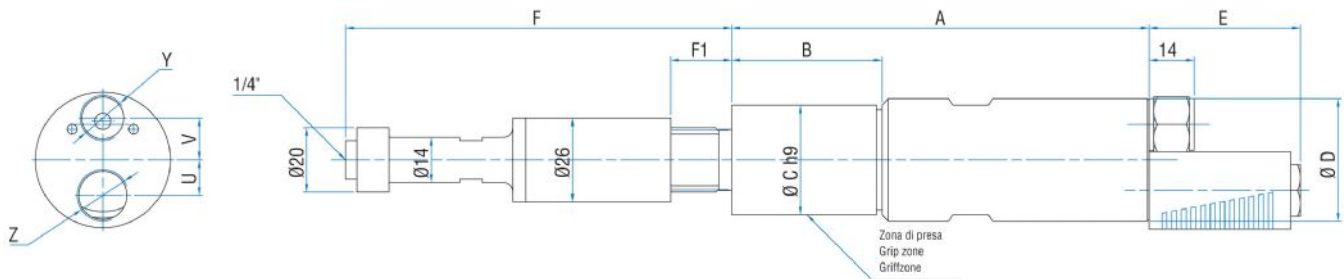 F
A
E
F1
B
14
Y
1/4"
V
U
Z
Ø20
Ø14
Ø26
Ø C h9
Ø D
Zona di presa
Grip zone
Griffzone